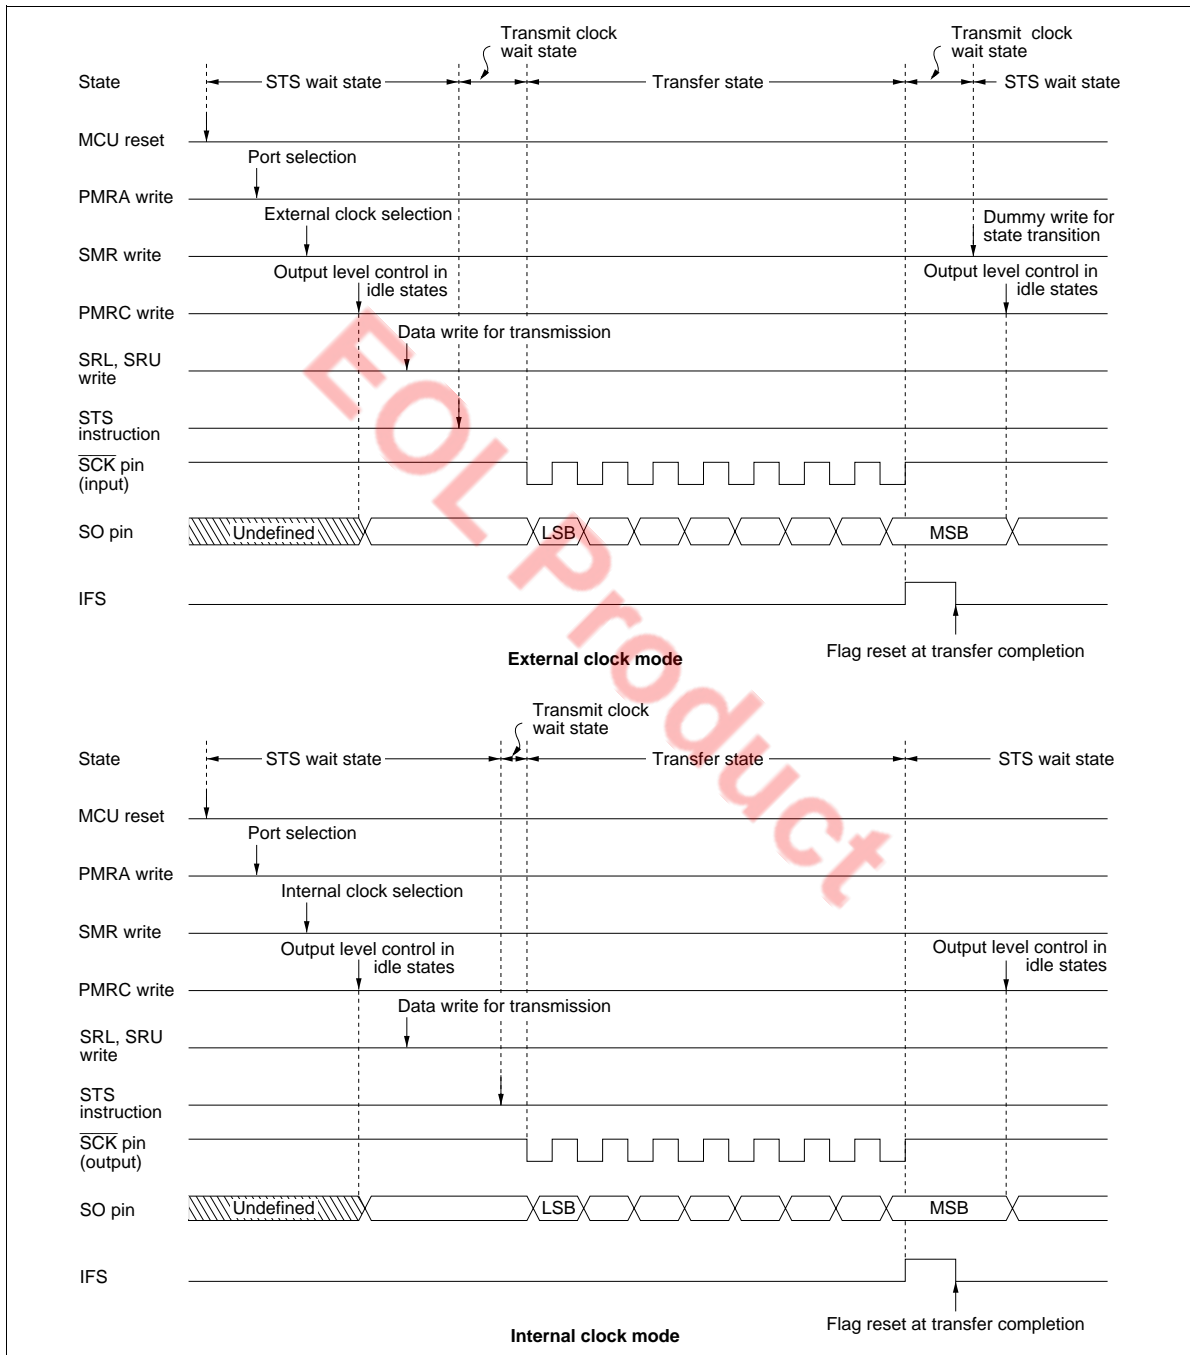 Transmit clock
wait state
Transmit clock
wait state
State
STS wait state
Transfer state
STS wait state
MCU reset
Port selection
PMRA write
External clock selection
Dummy write for
state transition
SMR write
Output level control in
idle states
Output level control in
idle states
PMRC write
Data write for transmission
SRL, SRU
write
STS
instruction
SCK pin
(input)
SO pin
Undefined
LSB
MSB
IFS
Flag reset at transfer completion
External clock mode
Transmit clock
wait state
State
STS wait state
Transfer state
STS wait state
MCU reset
Port selection
PMRA write
Internal clock selection
SMR write
Output level control in
idle states
Output level control in
idle states
PMRC write
Data write for transmission
SRL, SRU
write
STS
instruction
SCK pin
(output)
SO pin
Undefined
LSB
MSB
IFS
Flag reset at transfer completion
Internal clock mode
EOL Product